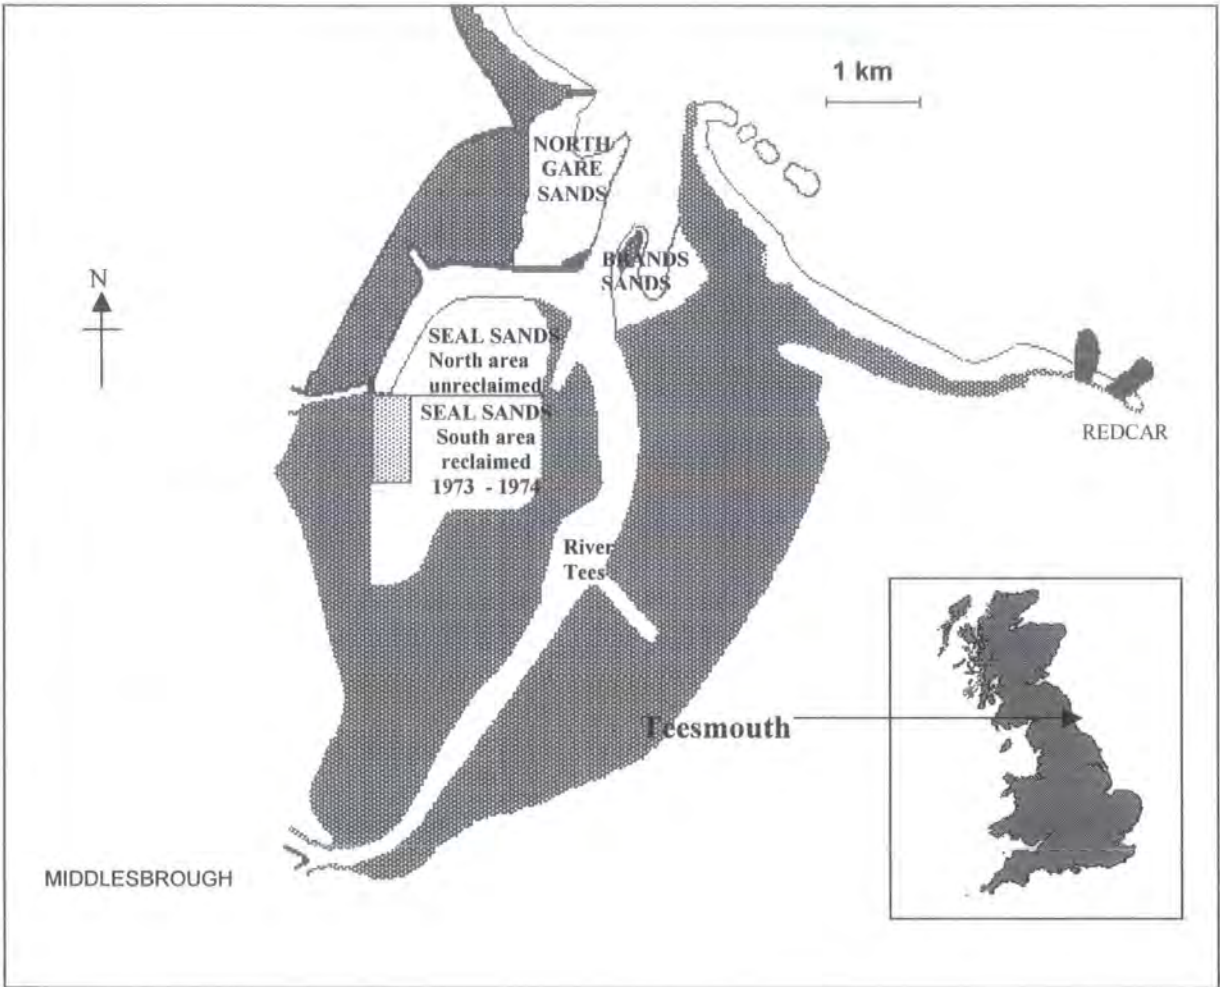 1 km
NORTH
GARE
SANDS
BRANDS
SANDS
N
SEAL SANDS
North area
unreclaimed
SEAL SANDS
South area
reclaimed
1973 - 1974
REDCAR
River
Tees
Teesmouth
MIDDLESBROUGH